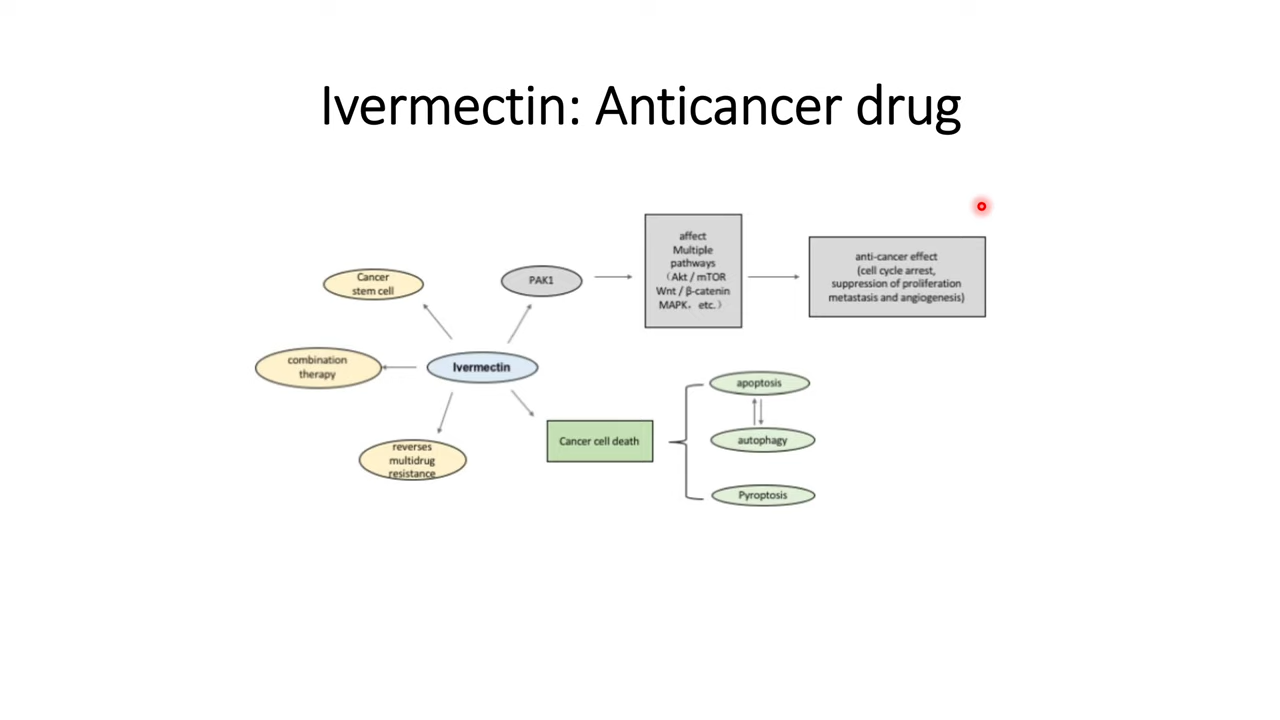 Ivermectin: Anticancer drug
Cancer
stem cell
PAK1
affect
Multiple
pathways
（Akt / mTOR
Wnt / β-catenin
MAPK，etc.）
anti-cancer effect
(cell cycle arrest,
suppression of proliferation
metastasis and angiogenesis)
combination
therapy
Ivermectin
reverses
multidrug
resistance
Cancer cell death
apoptosis
autophagy
Pyroptosis